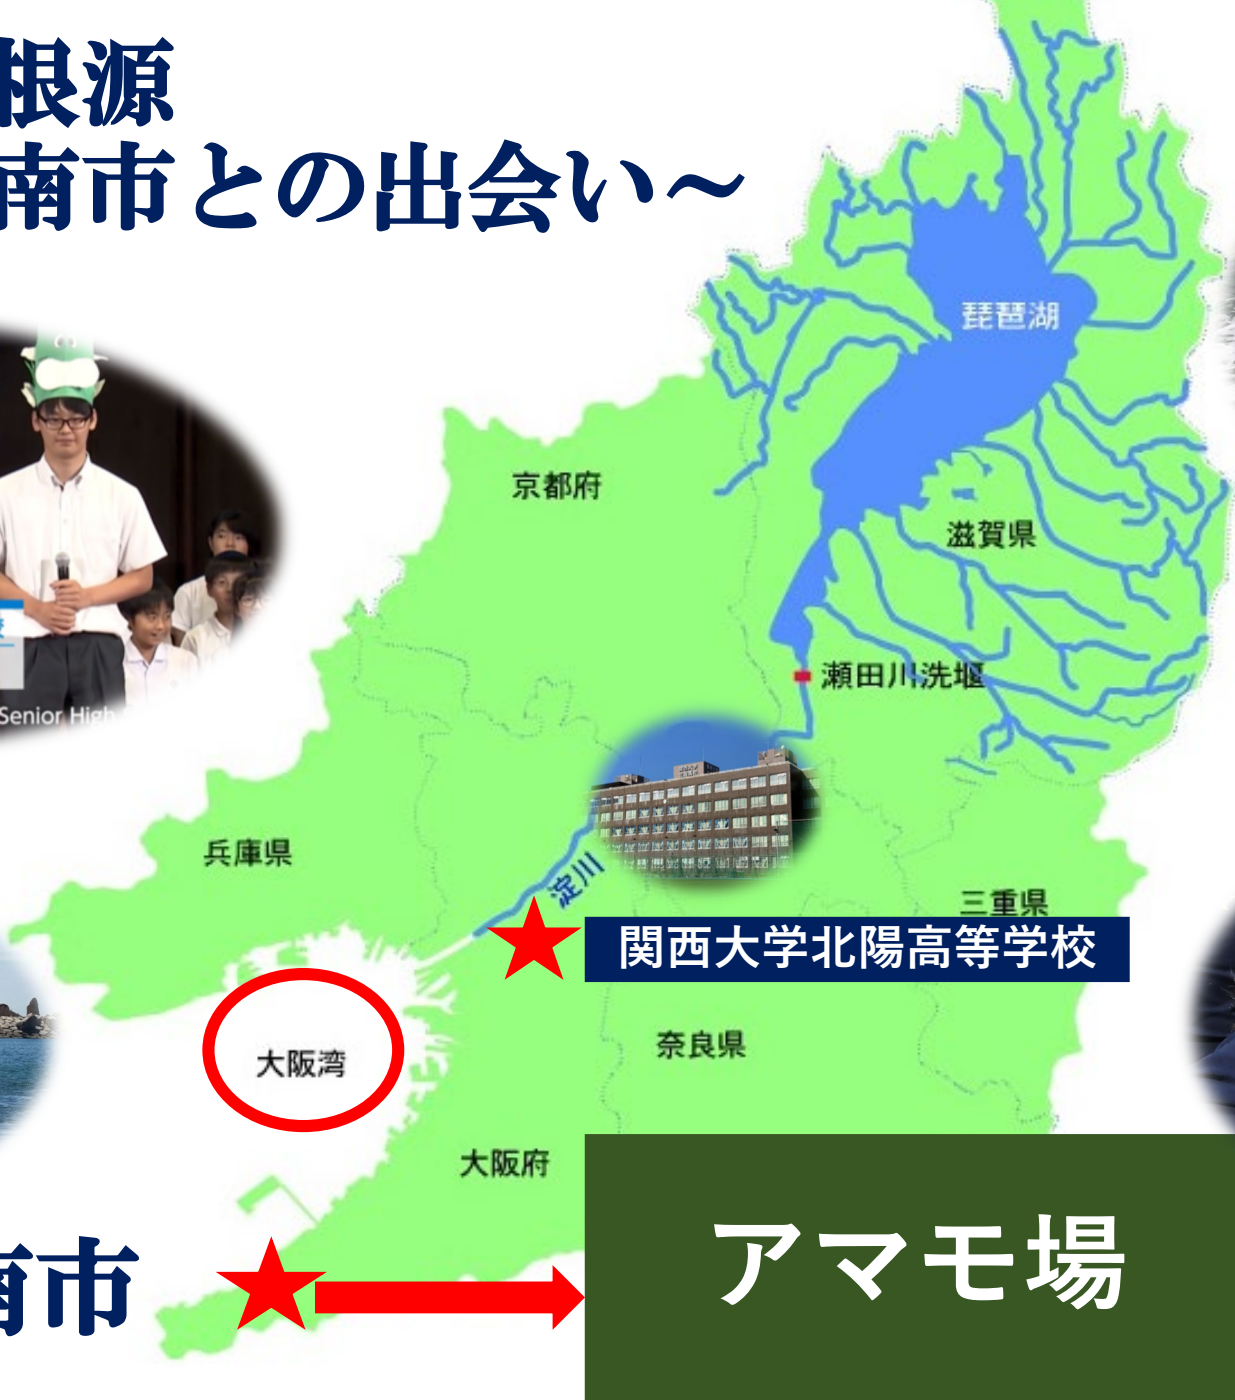 根源
南市との出会い～
琵琶湖
京都府
滋賀県
瀬田川洗堰
Senior High
兵庫県
淀川
三重県
関西大学北陽高等学校
大阪湾
奈良県
大阪府
南市
アマモ場